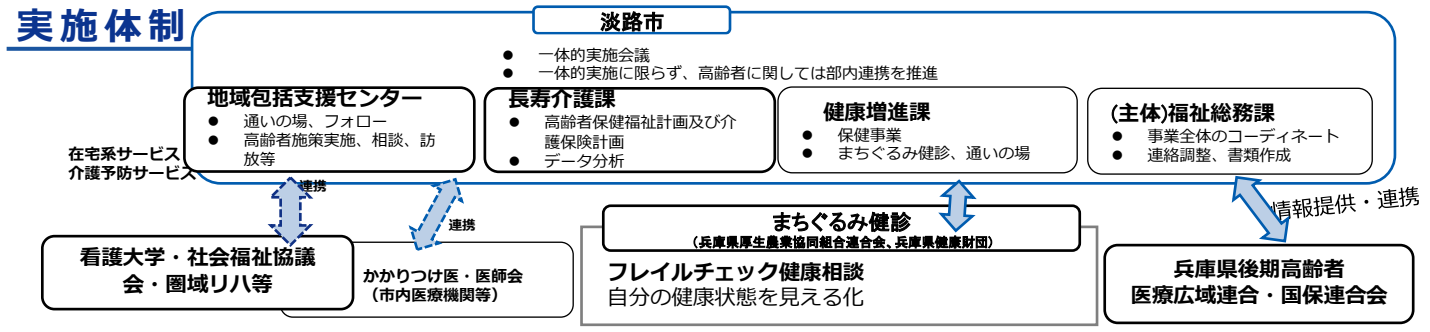 実施体制
淡路市
● 一体的実施会議
● 一体的実施に限らず、高齢者に関しては部内連携を推進
地域包括支援センター
● 通いの場、フォロー
● 高齢者施策実施、相談、訪
放等
長寿介護課
● 高齢者保健福祉計画及び介
護保険計画
● データ分析
健康増進課
● 保健事業
● まちぐるみ健診、通いの場
(主体)福祉総務課
● 事業全体のコーディネート
● 連絡調整、書類作成
在宅系サービス
介護予防サービス
連携
連携
情報提供・連携
看護大学・社会福祉協議
会・圏域リハ等
かかりつけ医・医師会
（市内医療機関等）
まちぐるみ健診
（兵庫県厚生農業協同組合連合会、兵庫県健康財団）
フレイルチェック健康相談
自分の健康状態を見える化
兵庫県後期高齢者
医療広域連合・国保連合会